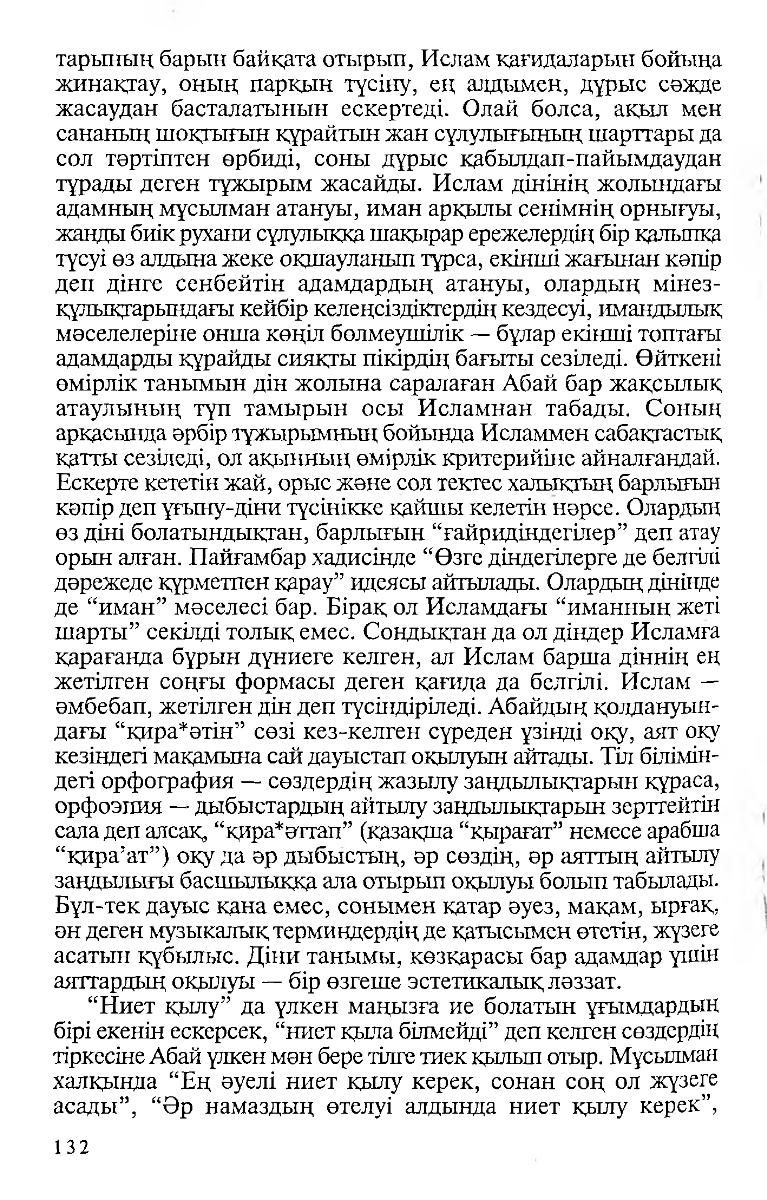 тарының барын байқата отырып, Ислам қағидаларын бойыңа
жинақтау, оның парқын түсіну, ең алдымен, дұрыс сәжде
жасаудан басталатынын ескертеді. Олай болса, ақыл мен
сананың шоқтығын құрайтын жан сұлулығының шарттары да
сол тәртіптен өрбиді, соны дұрыс қабылдап-пайымдаудан
тұрады деген тұжырым жасайды. Ислам дінінің жолындағы
адамның мұсылман атануы, иман арқылы сенімнің орнығуы,
жанды биік рухани сұлулыққа шақырар ережелердің бір қалыпқа
түсуі өз алдына жеке оқшауланып тұрса, екінші жағынан кәпір
деп дінге сенбейтін адамдардың атануы, олардың мінез-
құлықтарындағы кейбір келеңсіздіктердің кездесуі, имандылық
мәселелеріне онша көңіл болмеушілік — бұлар екінші топтағы
адамдарды құрайды сияқты пікірдің бағыты сезіледі. Өйткені
өмірлік танымын дін жолына саралаған Абай бар жақсылық
атаулының түп тамырын осы Исламнан табады. Соның
арқасында әрбір тұжырымның бойында Исламмен сабақтастық
қатты сезіледі, ол ақынның өмірлік критерийіне айналғандай.
Ескерте кететін жай, орыс және сол тектес халықтың барлығын
кәпір деп ұғыну-діни түсінікке қайшы келетін нәрсе. Олардың
өз діні болатындықтан, барлығын “ғайридіндегілер” деп атау
орын алған. Пайғамбар хадисінде “Өзге діндегілерге де белгілі
дәрежеде құрметпен қарау” идеясы айтылады. Олардың дінінде
де “иман” мәселесі бар. Бірақ ол Исламдағы “иманның жеті
шарты” секілді толық емес. Сондықтан да ол діндер Исламға
қарағанда бұрын дүниеге келген, ал Ислам барша діннің ең
жетілген соңғы формасы деген қағида да белгілі. Ислам —
әмбебап, жетілген дін деп түсіндіріледі. Абайдың қолдануын-
дағы “қира*әтін” сөзі кез-келген сүреден үзінді оқу, аят оқу
кезіндегі мақамына сай дауыстап оқылуын айтады. Тіл білімін-
дегі орфография — сөздердің жазылу заңдылықтарын құраса,
орфоэпия — дыбыстардың айтылу заңдылықтарын зерттейтін
сала деп алсақ, “қира*әттап” (қазақша “қырағат” немесе арабша
“қира’ат”) оқу да әр дыбыстың, әр сөздің, әр аяттың айтылу
заңдылығы басшылыққа ала отырып оқылуы болып табылады.
Бұл-тек дауыс қана емес, сонымен қатар әуез, мақам, ырғақ,
ән деген музыкалық терминдердің де қатысымен өтетін, жүзеге
асатын құбылыс. Діни танымы, көзқарасы бар адамдар үшін
аяттардың оқылуы — бір өзгеше эстетикалық ләззат.
“Ниет қылу” да үлкен маңызға ие болатын ұғымдардың
бірі екенін ескерсек, “ниет қыла білмейді” деп келген сөздердің
тіркесіне Абай үлкен мән бере тілге тиек қылып отыр. Мұсылман
халқында “Ең әуелі ниет қылу керек, сонан соң ол жүзеге
асады”, “Әр намаздың өтелуі алдында ниет қылу керек”,
132